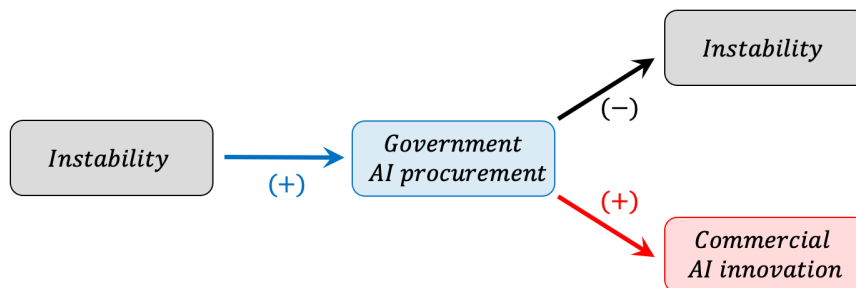 Instability
(+)
Government
AI procurement
(−)
Instability
(+)
Commercial
AI innovation